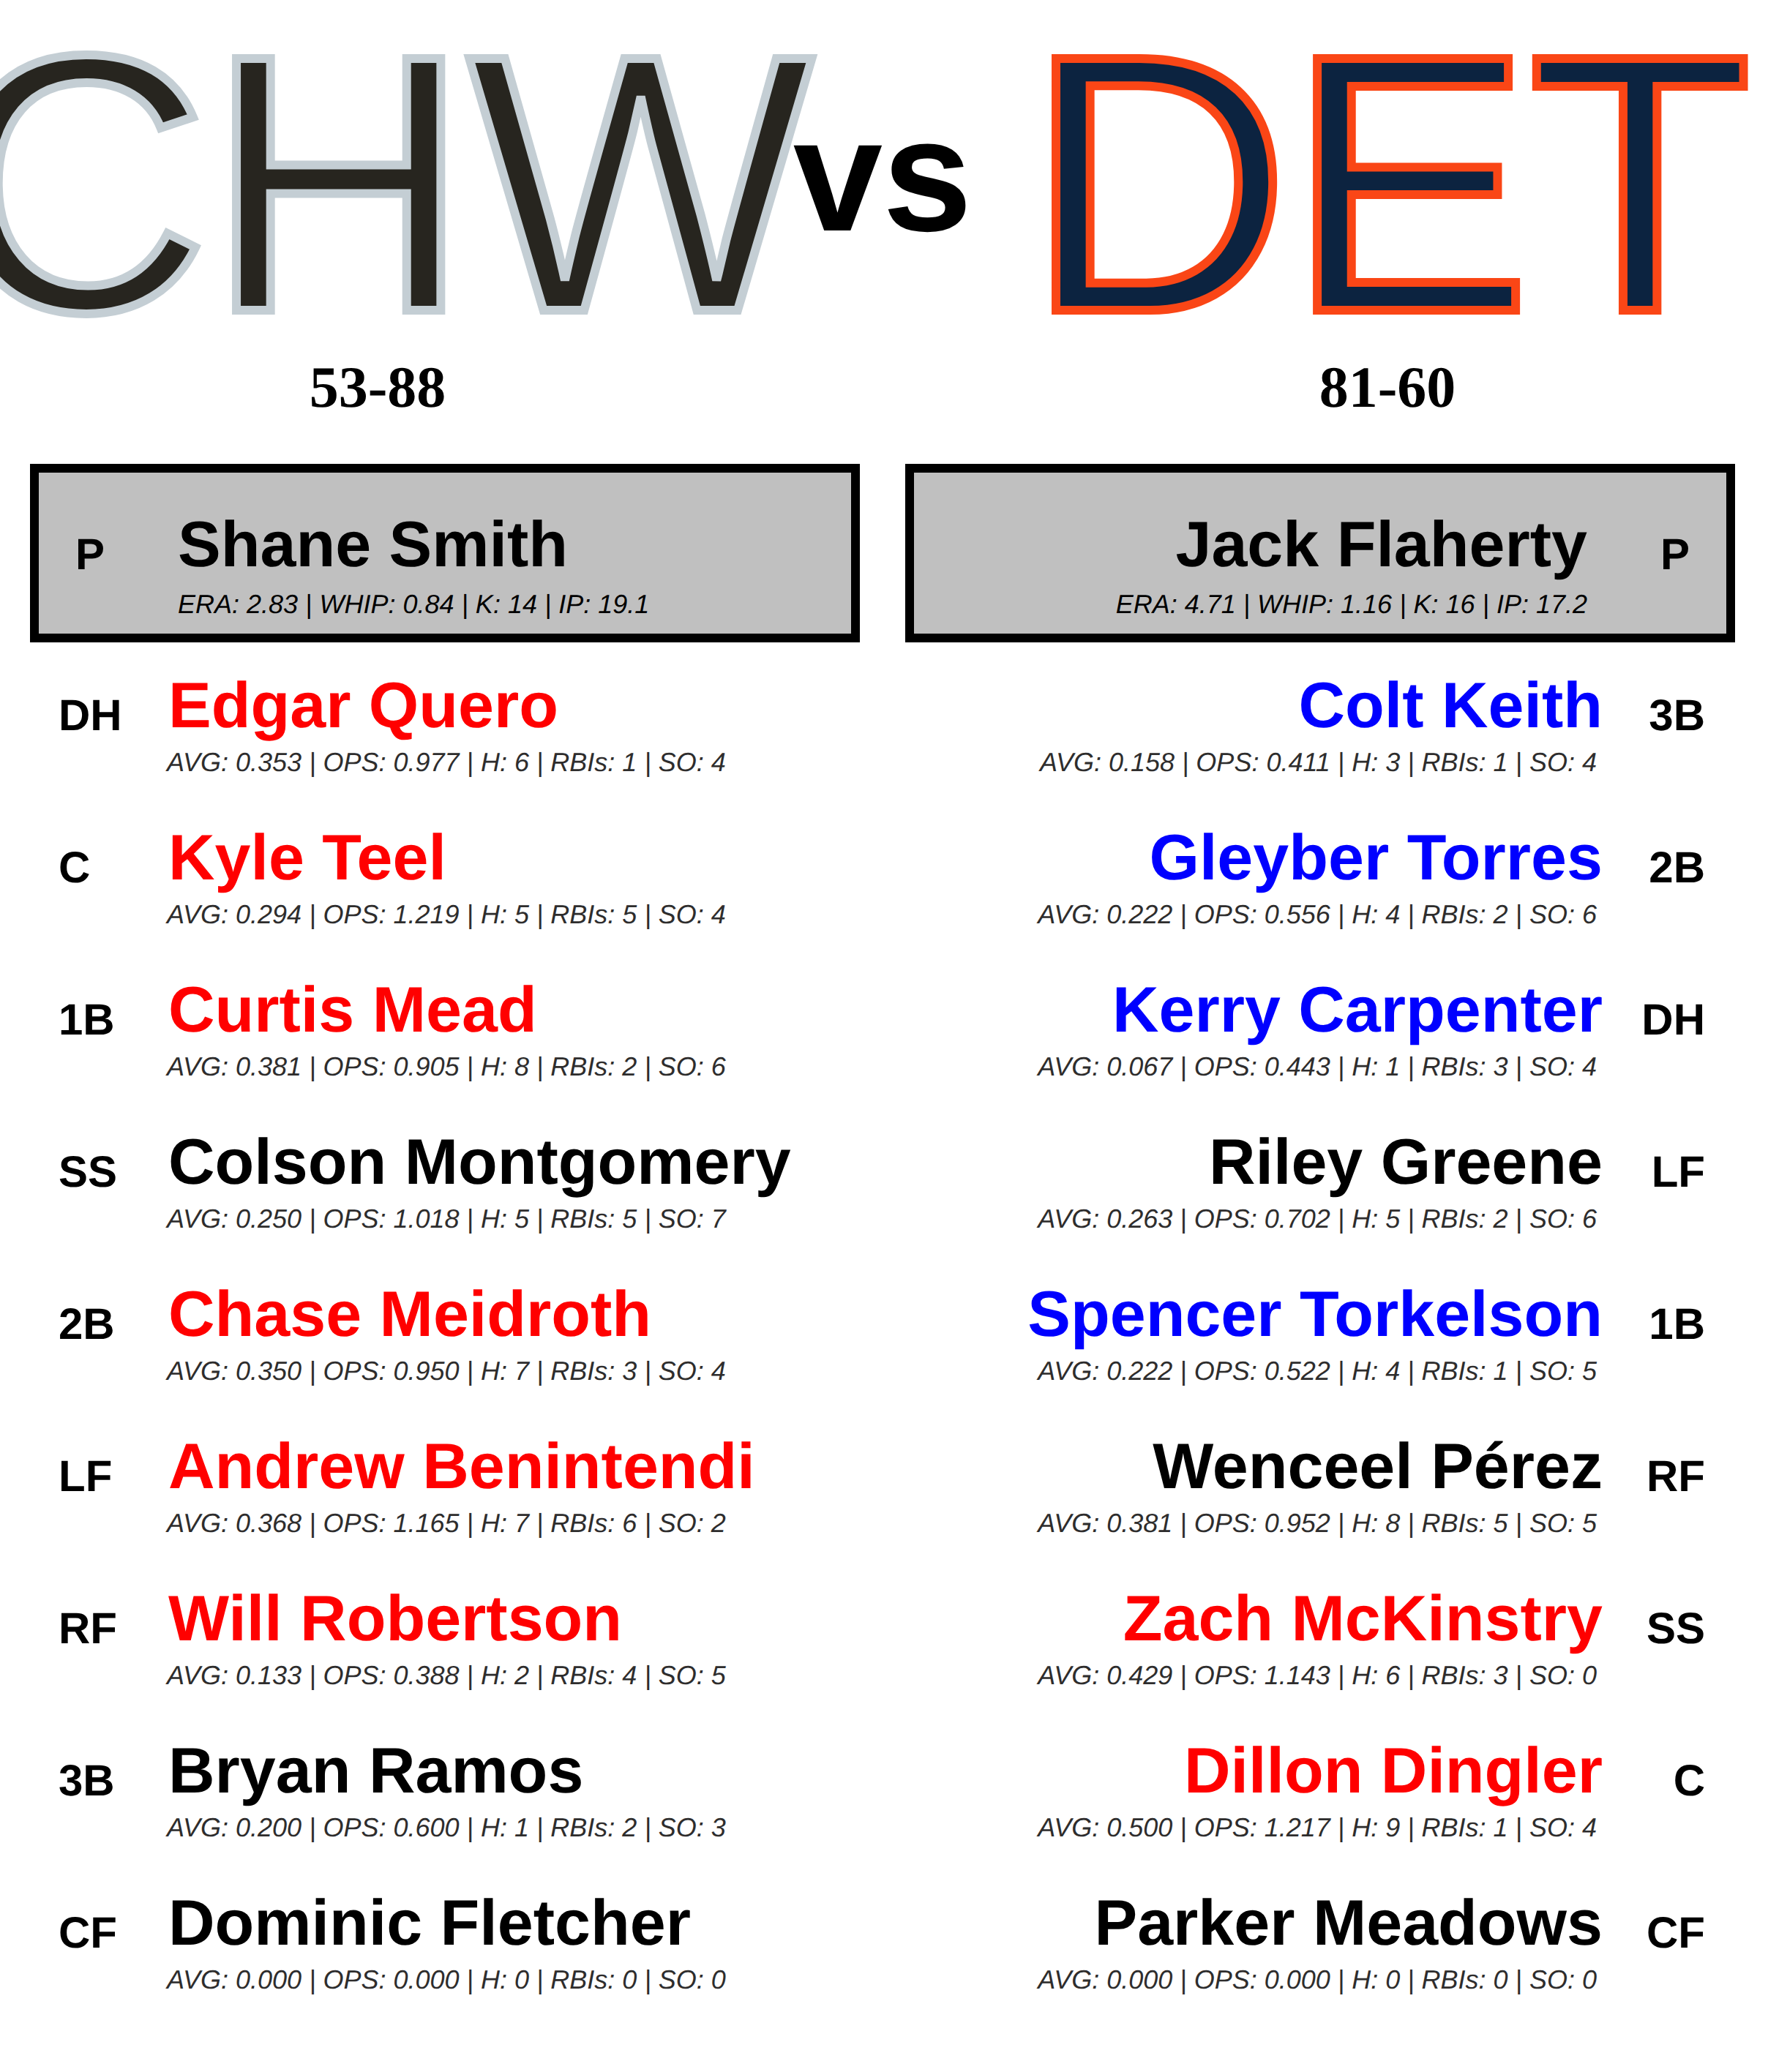 CHW vs DET
53-88
81-60
P Shane Smith
ERA: 2.83 | WHIP: 0.84 | K: 14 | IP: 19.1
Jack Flaherty P
ERA: 4.71 | WHIP: 1.16 | K: 16 | IP: 17.2
DH Edgar Quero
AVG: 0.353 | OPS: 0.977 | H: 6 | RBIs: 1 | SO: 4
C Kyle Teel
AVG: 0.294 | OPS: 1.219 | H: 5 | RBIs: 5 | SO: 4
1B Curtis Mead
AVG: 0.381 | OPS: 0.905 | H: 8 | RBIs: 2 | SO: 6
SS Colson Montgomery
AVG: 0.250 | OPS: 1.018 | H: 5 | RBIs: 5 | SO: 7
2B Chase Meidroth
AVG: 0.350 | OPS: 0.950 | H: 7 | RBIs: 3 | SO: 4
LF Andrew Benintendi
AVG: 0.368 | OPS: 1.165 | H: 7 | RBIs: 6 | SO: 2
RF Will Robertson
AVG: 0.133 | OPS: 0.388 | H: 2 | RBIs: 4 | SO: 5
3B Bryan Ramos
AVG: 0.200 | OPS: 0.600 | H: 1 | RBIs: 2 | SO: 3
CF Dominic Fletcher
AVG: 0.000 | OPS: 0.000 | H: 0 | RBIs: 0 | SO: 0
Colt Keith 3B
AVG: 0.158 | OPS: 0.411 | H: 3 | RBIs: 1 | SO: 4
Gleyber Torres 2B
AVG: 0.222 | OPS: 0.556 | H: 4 | RBIs: 2 | SO: 6
Kerry Carpenter DH
AVG: 0.067 | OPS: 0.443 | H: 1 | RBIs: 3 | SO: 4
Riley Greene LF
AVG: 0.263 | OPS: 0.702 | H: 5 | RBIs: 2 | SO: 6
Spencer Torkelson 1B
AVG: 0.222 | OPS: 0.522 | H: 4 | RBIs: 1 | SO: 5
Wenceel Pérez RF
AVG: 0.381 | OPS: 0.952 | H: 8 | RBIs: 5 | SO: 5
Zach McKinstry SS
AVG: 0.429 | OPS: 1.143 | H: 6 | RBIs: 3 | SO: 0
Dillon Dingler C
AVG: 0.500 | OPS: 1.217 | H: 9 | RBIs: 1 | SO: 4
Parker Meadows CF
AVG: 0.000 | OPS: 0.000 | H: 0 | RBIs: 0 | SO: 0